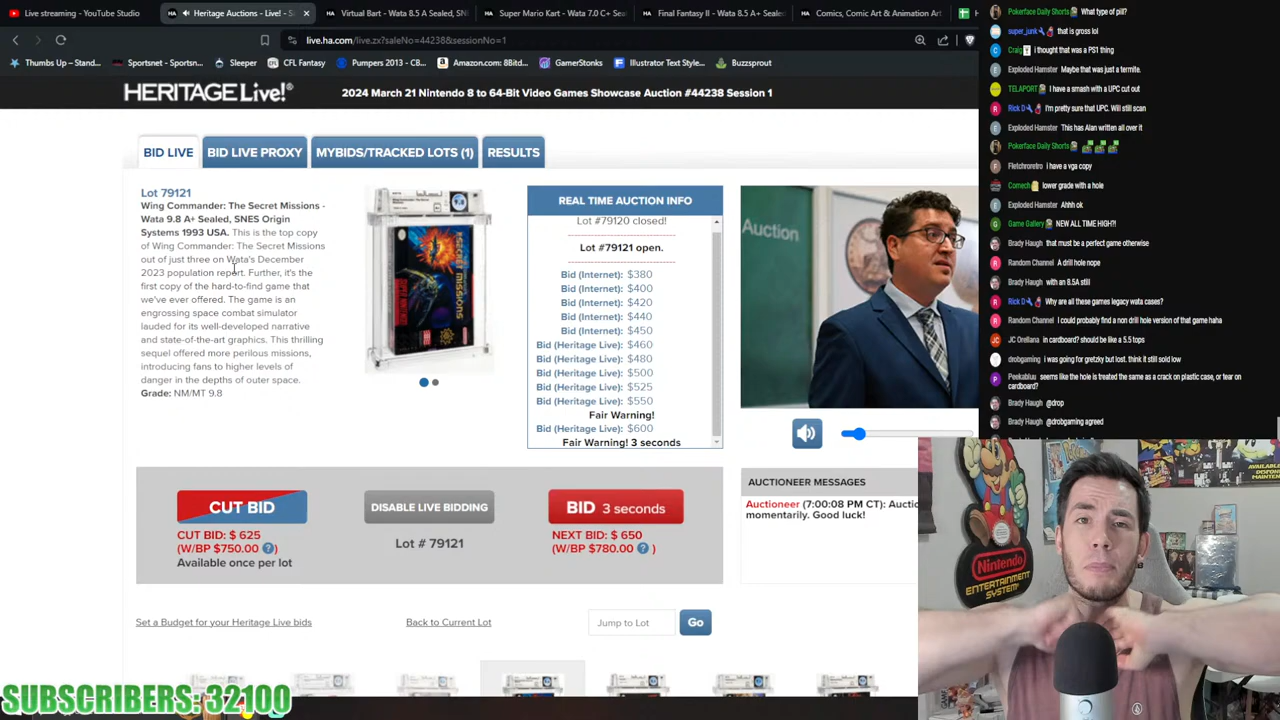 Live streaming - YouTube Studio
Heritage Auctions - Live! - S
Virtual Bart - Wata 8.5 A Sealed, SN
Super Mario Kart - Wata 7.0 C+ Sea
Final Fantasy II - Wata 8.5 A+ Sealed
Comics, Comic Art & Animation Art
live.ha.com/live.zx?saleNo=44238&sessionNo=1
Thumbs Up – Stand...
Sportsnet - Sportsn...
Sleeper
CBS
Fantasy
Pumpers 2013 - C8...
Amazon.com: 8Bitd...
GamerStonks
Illustrator Text Style...
Buzzsprout
HERITAGE Live!®
2024 March 21 Nintendo 8 to 64-Bit Video Games Showcase Auction #44238 Session 1
BID LIVE
BID LIVE PROXY
MYBIDS/TRACKED LOTS (1)
RESULTS
Lot 79121
Wing Commander: The Secret Missions -
Wata 9.8 A+ Sealed, SNES Origin
Systems 1993 USA. This is the top copy
of Wing Commander: The Secret Missions
out of just three on Wata's December
2023 population report. Further, it's the
first copy of the hard-to-find game that
we've ever offered. The game is an
engrossing space combat simulator
lauded for its well-developed narrative
and state-of-the-art graphics. This thrilling
sequel offered more perilous missions,
introducing fans to higher levels of
danger in the depths of outer space.
Grade: NM/MT 9.8
SECRET MISSIONS
REAL TIME AUCTION INFO
Lot #79120 closed!
Lot #79121 open.
Bid (Internet): $380
Bid (Internet): $400
Bid (Internet): $420
Bid (Internet): $440
Bid (Internet): $450
Bid (Heritage Live): $460
Bid (Heritage Live): $480
Bid (Heritage Live): $500
Bid (Heritage Live): $525
Bid (Heritage Live): $550
Fair Warning!
Bid (Heritage Live): $600
Fair Warning! 3 seconds
Auction
CUT BID
CUT BID: $ 625
(W/BP $750.00 ?)
Available once per lot
DISABLE LIVE BIDDING
Lot # 79121
BID 3 seconds
NEXT BID: $ 650
(W/BP $780.00 ?)
AUCTIONEER MESSAGES
Auctioneer (7:00:08 PM CT): Auctio
momentarily. Good luck!
Set a Budget for your Heritage Live bids
Back to Current Lot
Jump to Lot
Go
SUBSCRIBERS: 32100
Pokerface Daily Shorts What type of pill?
super_junk that is gross lol
Craig i thought that was a PS1 thing
Exploded Hamster Maybe that was just a termite.
TELAPORT I have a smash with a UPC cut out
Rick D I'm pretty sure that UPC. Will still scan
Exploded Hamster This has Alan written all over it
Pokerface Daily Shorts
Fletchroretro i have a vga copy
Comech lower grade with a hole
Exploded Hamster Ahhh ok
Game Gallery NEW ALL TIME HIGH?!
Brady Haugh that must be a perfect game otherwise
Random Channel A drill hole nope
Brady Haugh with an 8.5A still
Rick D Why are all these games legacy wata cases?
Random Channel I could probably find a non drill hole version of that game haha
JC Orellana in cardboard? should be like a 5.5 tops
drobgaming i was going for gretzky but lost. think it still sold low
Peekabluu seems like the hole is treated the same as a crack on plastic case, or tear on
cardboard?
Brady Haugh @drop
Brady Haugh @drobgaming agreed
Nintendo
ENTERTAINMENT
SYSTEM
AVAILABLE